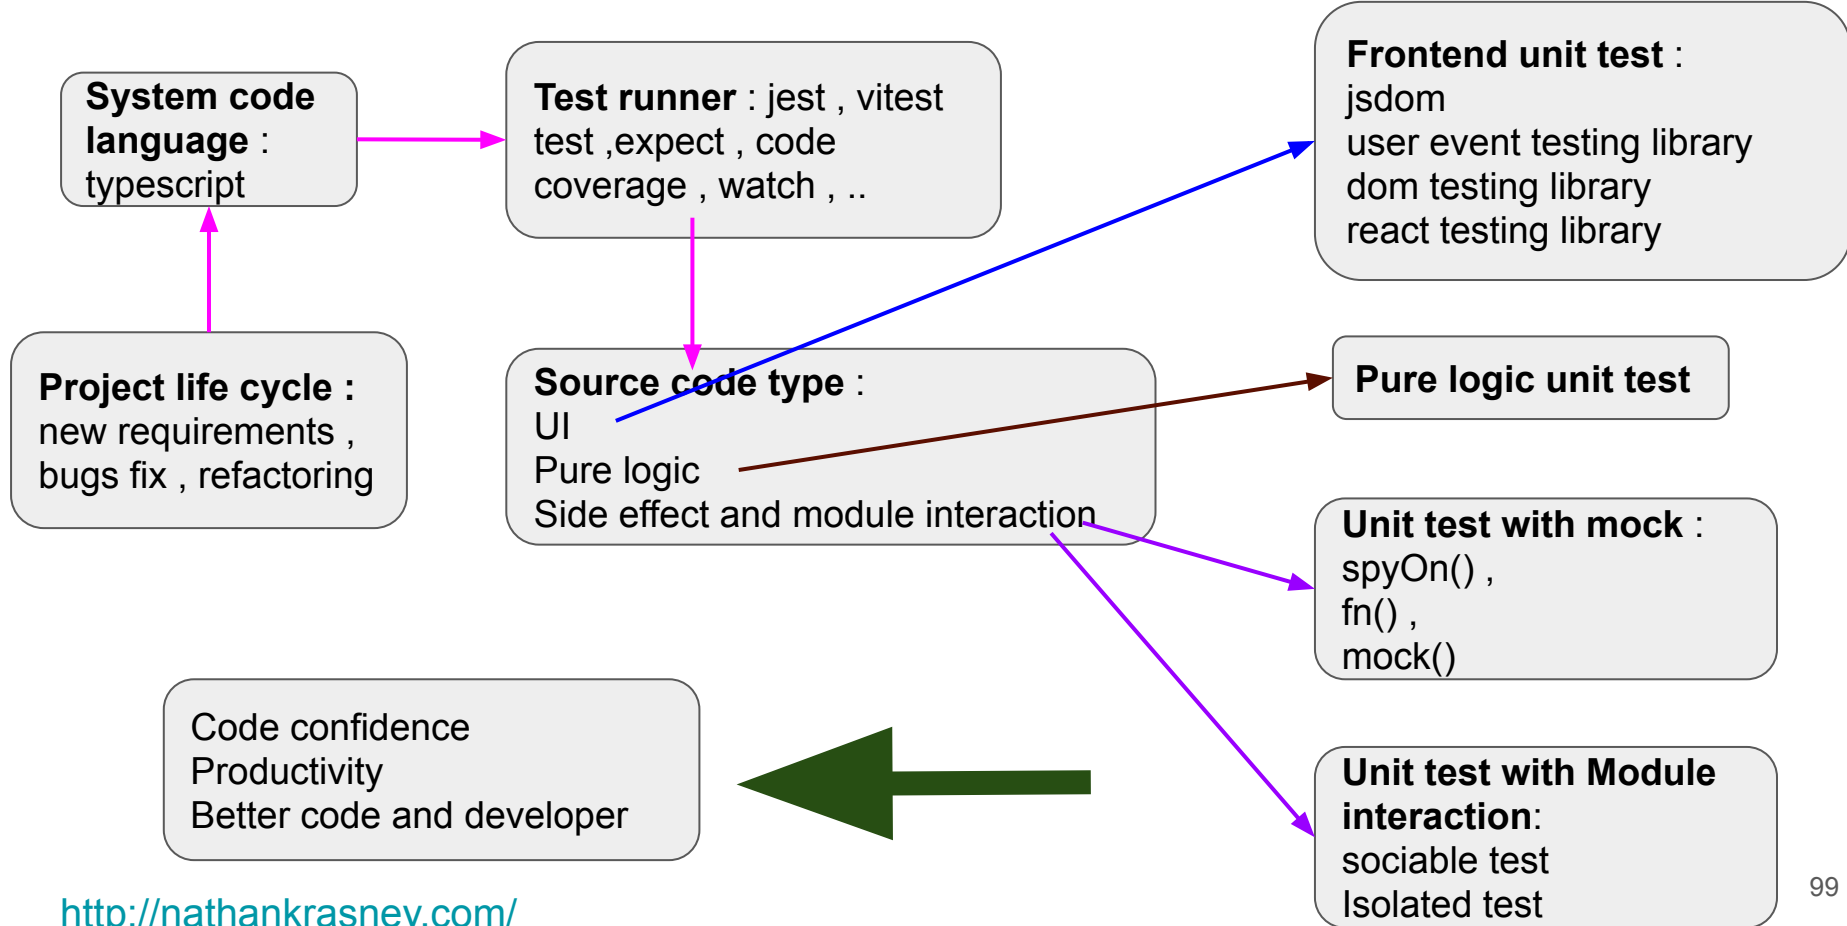 System code
language :
typescript
Test runner : jest , vitest
test ,expect , code
coverage , watch , ..
Frontend unit test :
jsdom
user event testing library
dom testing library
react testing library
Project life cycle :
new requirements ,
bugs fix , refactoring
Source code type :
UI
Pure logic
Side effect and module interaction
Pure logic unit test
Unit test with mock :
spyOn() ,
fn() ,
mock()
Code confidence
Productivity
Better code and developer
Unit test with Module
interaction:
sociable test
Isolated test
http://nathankrasney.com/
99